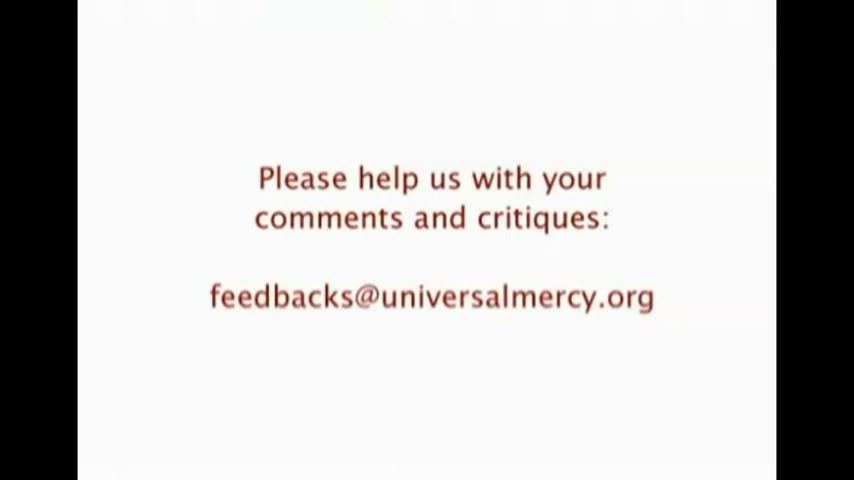 Please help us with your
comments and critiques:
feedbacks@universalmercy.org